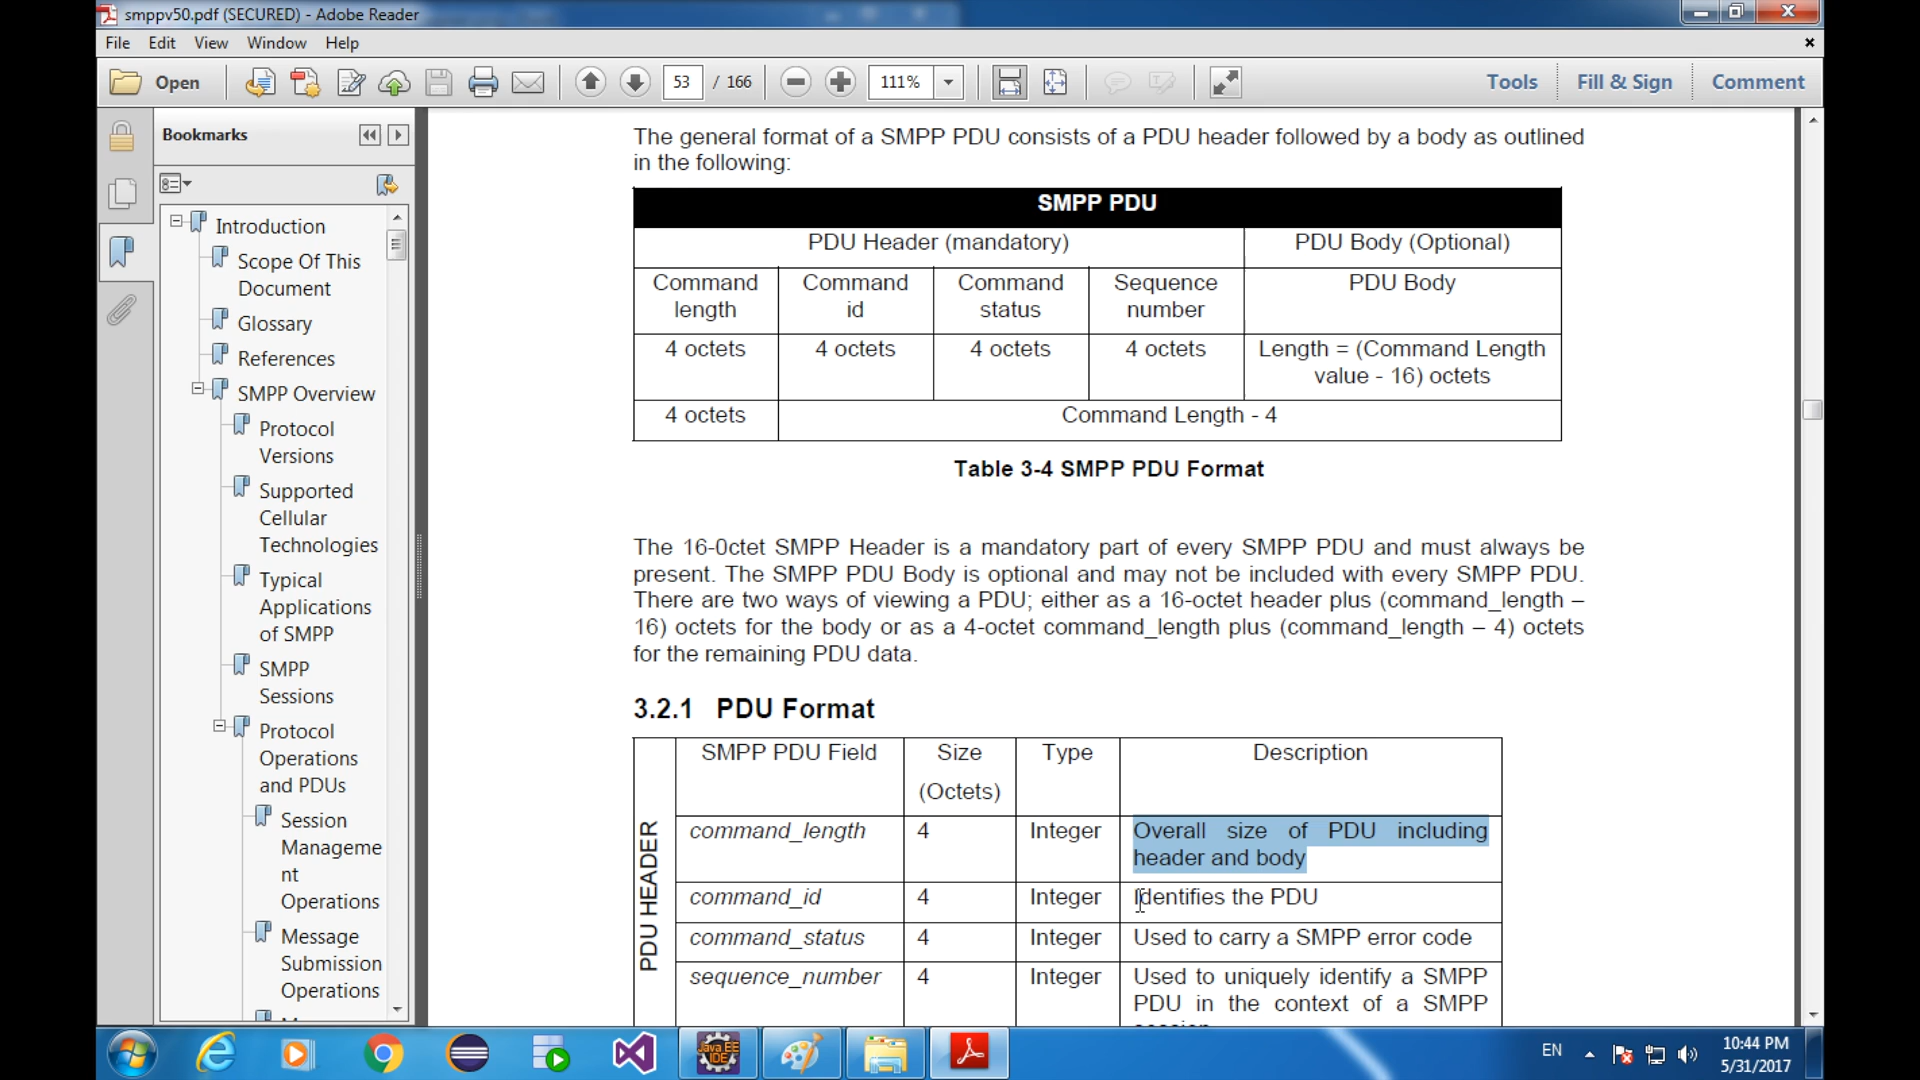 smppv50.pdf (SECURED) - Adobe Reader
File Edit View Window Help
Open 53 / 166 111% Tools Fill & Sign Comment
Bookmarks
Introduction
Scope Of This
Document
Glossary
References
SMPP Overview
Protocol
Versions
Supported
Cellular
Technologies
Typical
Applications
of SMPP
SMPP
Sessions
Protocol
Operations
and PDUs
Session
Manageme
nt
Operations
Message
Submission
Operations
The general format of a SMPP PDU consists of a PDU header followed by a body as outlined
in the following:
SMPP PDU
PDU Header (mandatory) PDU Body (Optional)
Command length Command id Command status Sequence number PDU Body
4 octets 4 octets 4 octets 4 octets Length = (Command Length value - 16) octets
4 octets Command Length - 4
Table 3-4 SMPP PDU Format
The 16-0ctet SMPP Header is a mandatory part of every SMPP PDU and must always be
present. The SMPP PDU Body is optional and may not be included with every SMPP PDU.
There are two ways of viewing a PDU; either as a 16-octet header plus (command_length –
16) octets for the body or as a 4-octet command_length plus (command_length – 4) octets
for the remaining PDU data.
3.2.1 PDU Format
PDU HEADER
SMPP PDU Field Size (Octets) Type Description
command_length 4 Integer Overall size of PDU including
header and body
command_id 4 Integer Identifies the PDU
command_status 4 Integer Used to carry a SMPP error code
sequence_number 4 Integer Used to uniquely identify a SMPP
PDU in the context of a SMPP
Java EE
IDE
EN
10:44 PM
5/31/2017